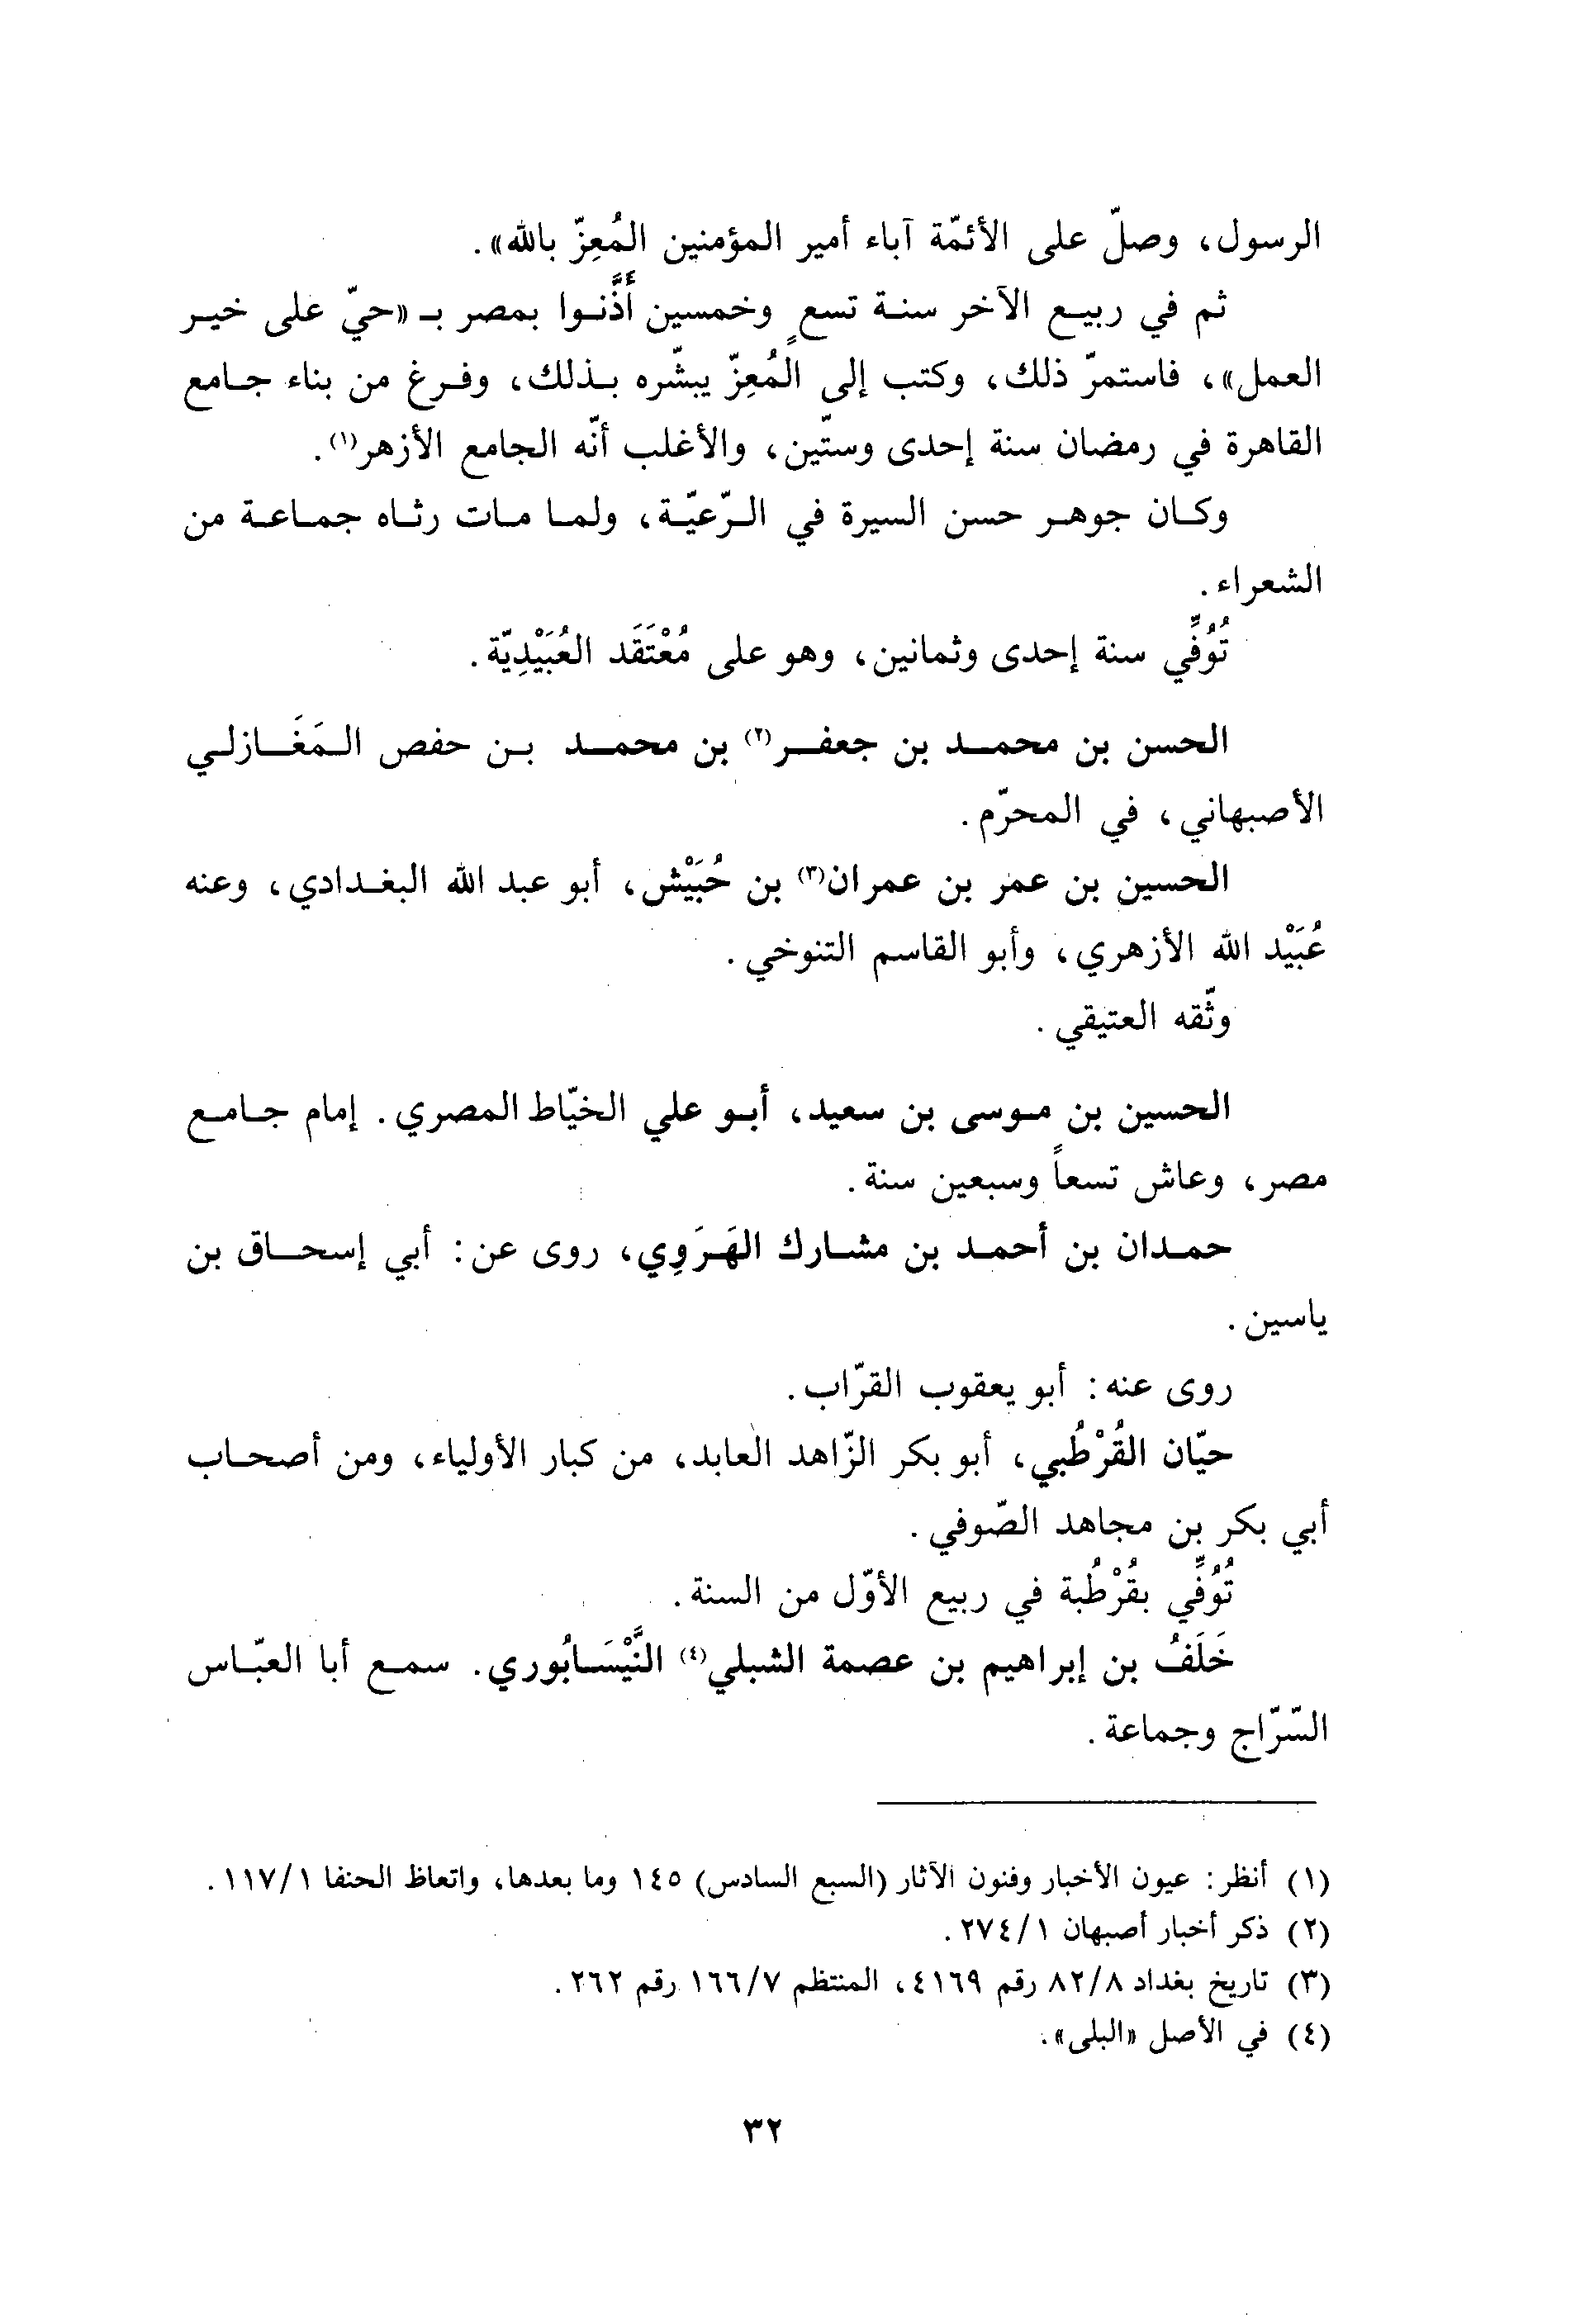 الرسول، وصلّ على الأئمّة آباء أمير المؤمنين المُعِزّ بالله».
ثم في ربيع الآخر سنة تسعٍ وخمسين أَذَّنوا بمصر بـ «حيّ على خير
العمل»، فاستمرّ ذلك، وكتب إلى المُعِزّ يبشّره بذلك، وفرغ من بناء جامع
القاهرة في رمضان سنة إحدى وستّين، والأغلب أنّه الجامع الأزهر(١).
وكان جوهر حسن السيرة في الرّعيّة، ولما مات رثاه جماعة من
الشعراء.
تُوُفِّي سنة إحدى وثمانين، وهو على مُعْتَقَد العُبَيْدِيّة.
الحسن بن محمد بن جعفر(٢) بن محمد بن حفص المَغَازلي
الأصبهاني، في المحرّم.
الحسين بن عمر بن عمران(٣) بن حُبَيْش، أبو عبد الله البغدادي، وعنه
عُبَيْد الله الأزهري، وأبو القاسم التنوخي.
وثّقه العتيقي.
الحسين بن موسى بن سعيد، أبو علي الخيّاط المصري. إمام جامع
مصر، وعاش تسعاً وسبعين سنة.
حمدان بن أحمد بن مشارك الهَرَوِي، روى عن: أبي إسحاق بن
ياسين.
روى عنه: أبو يعقوب القرّاب.
حيّان القُرْطُبي، أبو بكر الزّاهد العابد، من كبار الأولياء، ومن أصحاب
أبي بكر بن مجاهد الصّوفي.
تُوُفِّي بقُرْطُبة في ربيع الأوّل من السنة.
خَلَفُ بن إبراهيم بن عصمة الشبلي(٤) النَّيْسَابُوري. سمع أبا العبّاس
السّرّاج وجماعة.
(١) أنظر: عيون الأخبار وفنون الآثار (السبع السادس) ١٤٥ وما بعدها، واتعاظ الحنفا ١١٧/١.
(٢) ذكر أخبار أصبهان ٢٧٤/١.
(٣) تاريخ بغداد ٨٢/٨ رقم ٤١٦٩، المنتظم ١٦٦/٧ رقم ٢٦٢.
(٤) في الأصل «البلى».
٣٢